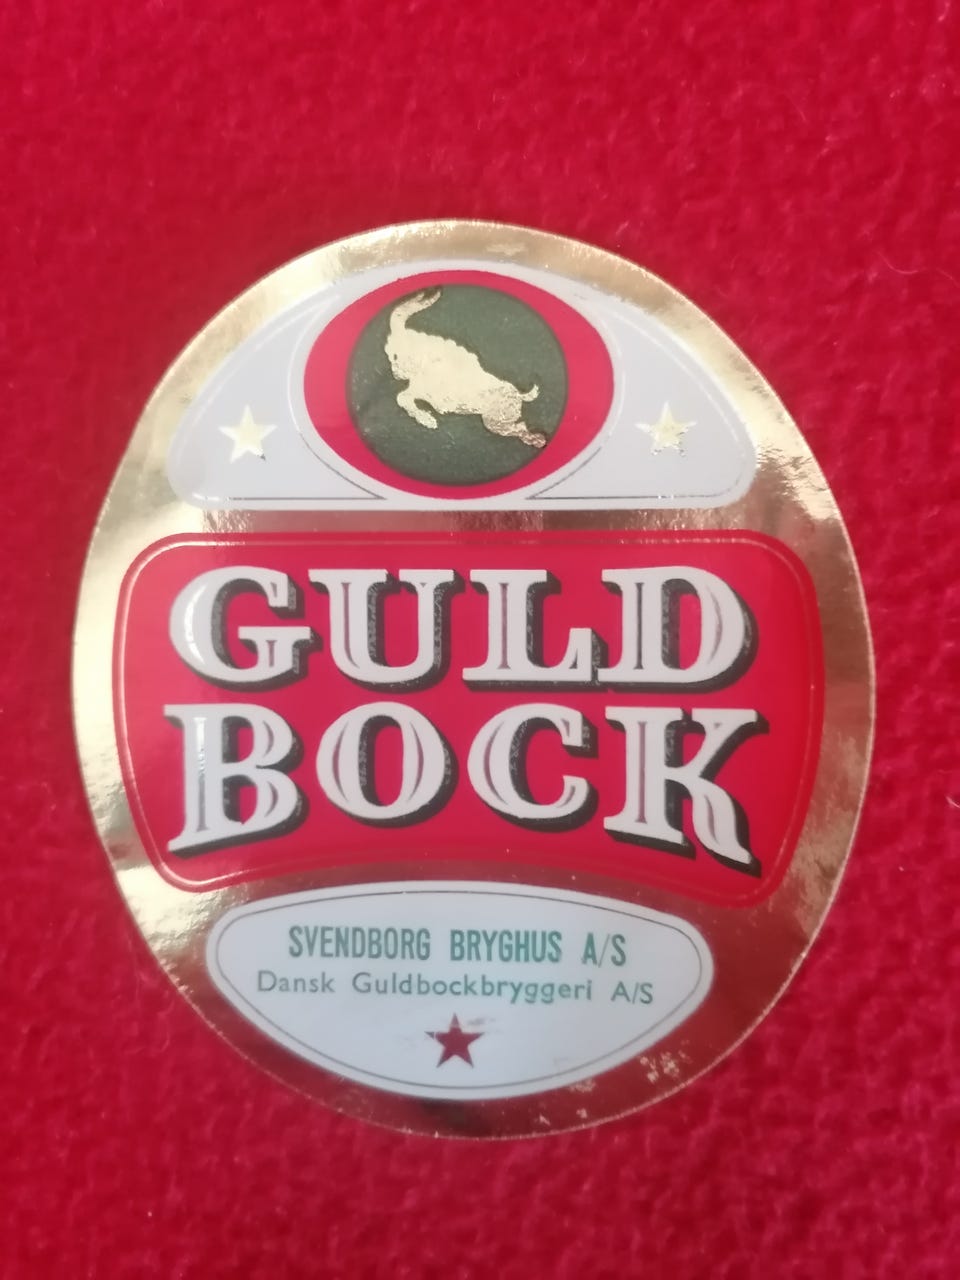 GULD
BOCK
SVENDBORG BRYGHUS A/S
Dansk Guldbockbryggeri A/S